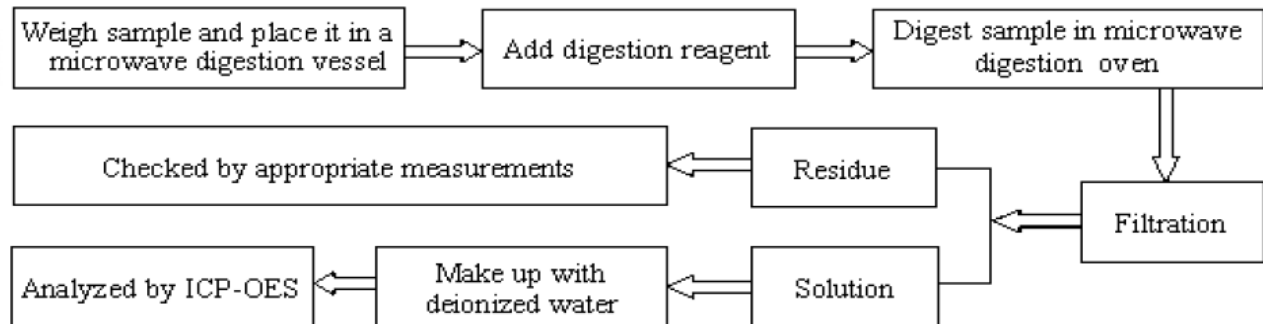 Weigh sample and place it in a
microwave digestion vessel
Add digestion reagent
Digest sample in microwave
digestion oven
Checked by appropriate measurements
Residue
Filtration
Analyzed by ICP-OES
Make up with
deionized water
Solution